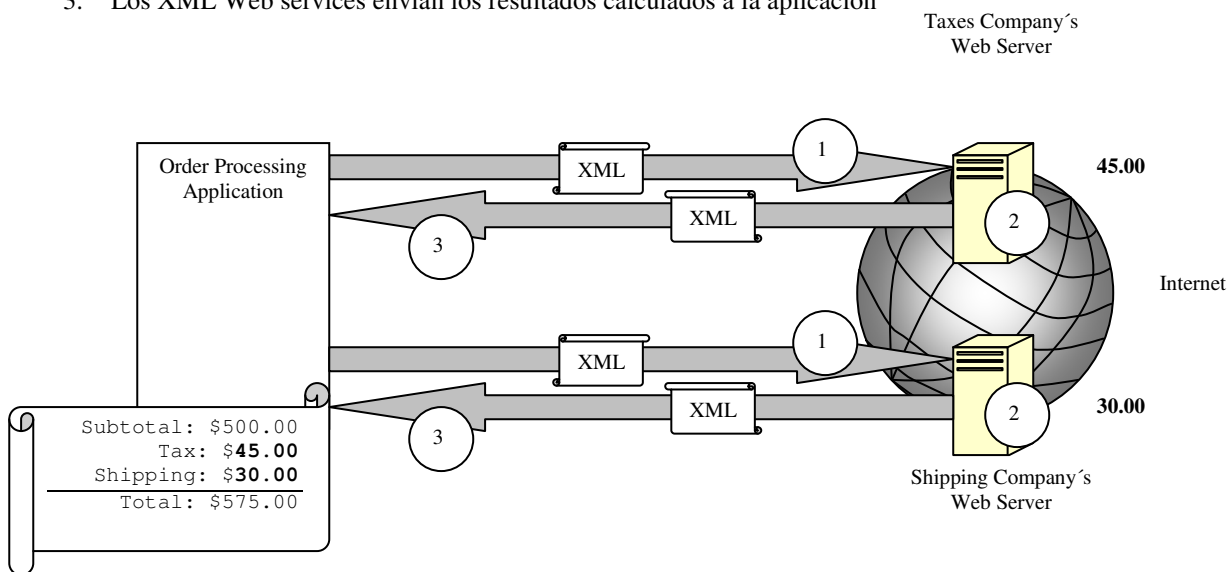 3. Los XML Web services envían los resultados calculados a la aplicación
Taxes Company´s
Web Server
Order Processing
Application
XML
1
45.00
XML
2
3
Internet
XML
1
XML
2
30.00
3
Subtotal: $500.00
Tax: $45.00
Shipping: $30.00
Total: $575.00
Shipping Company´s
Web Server